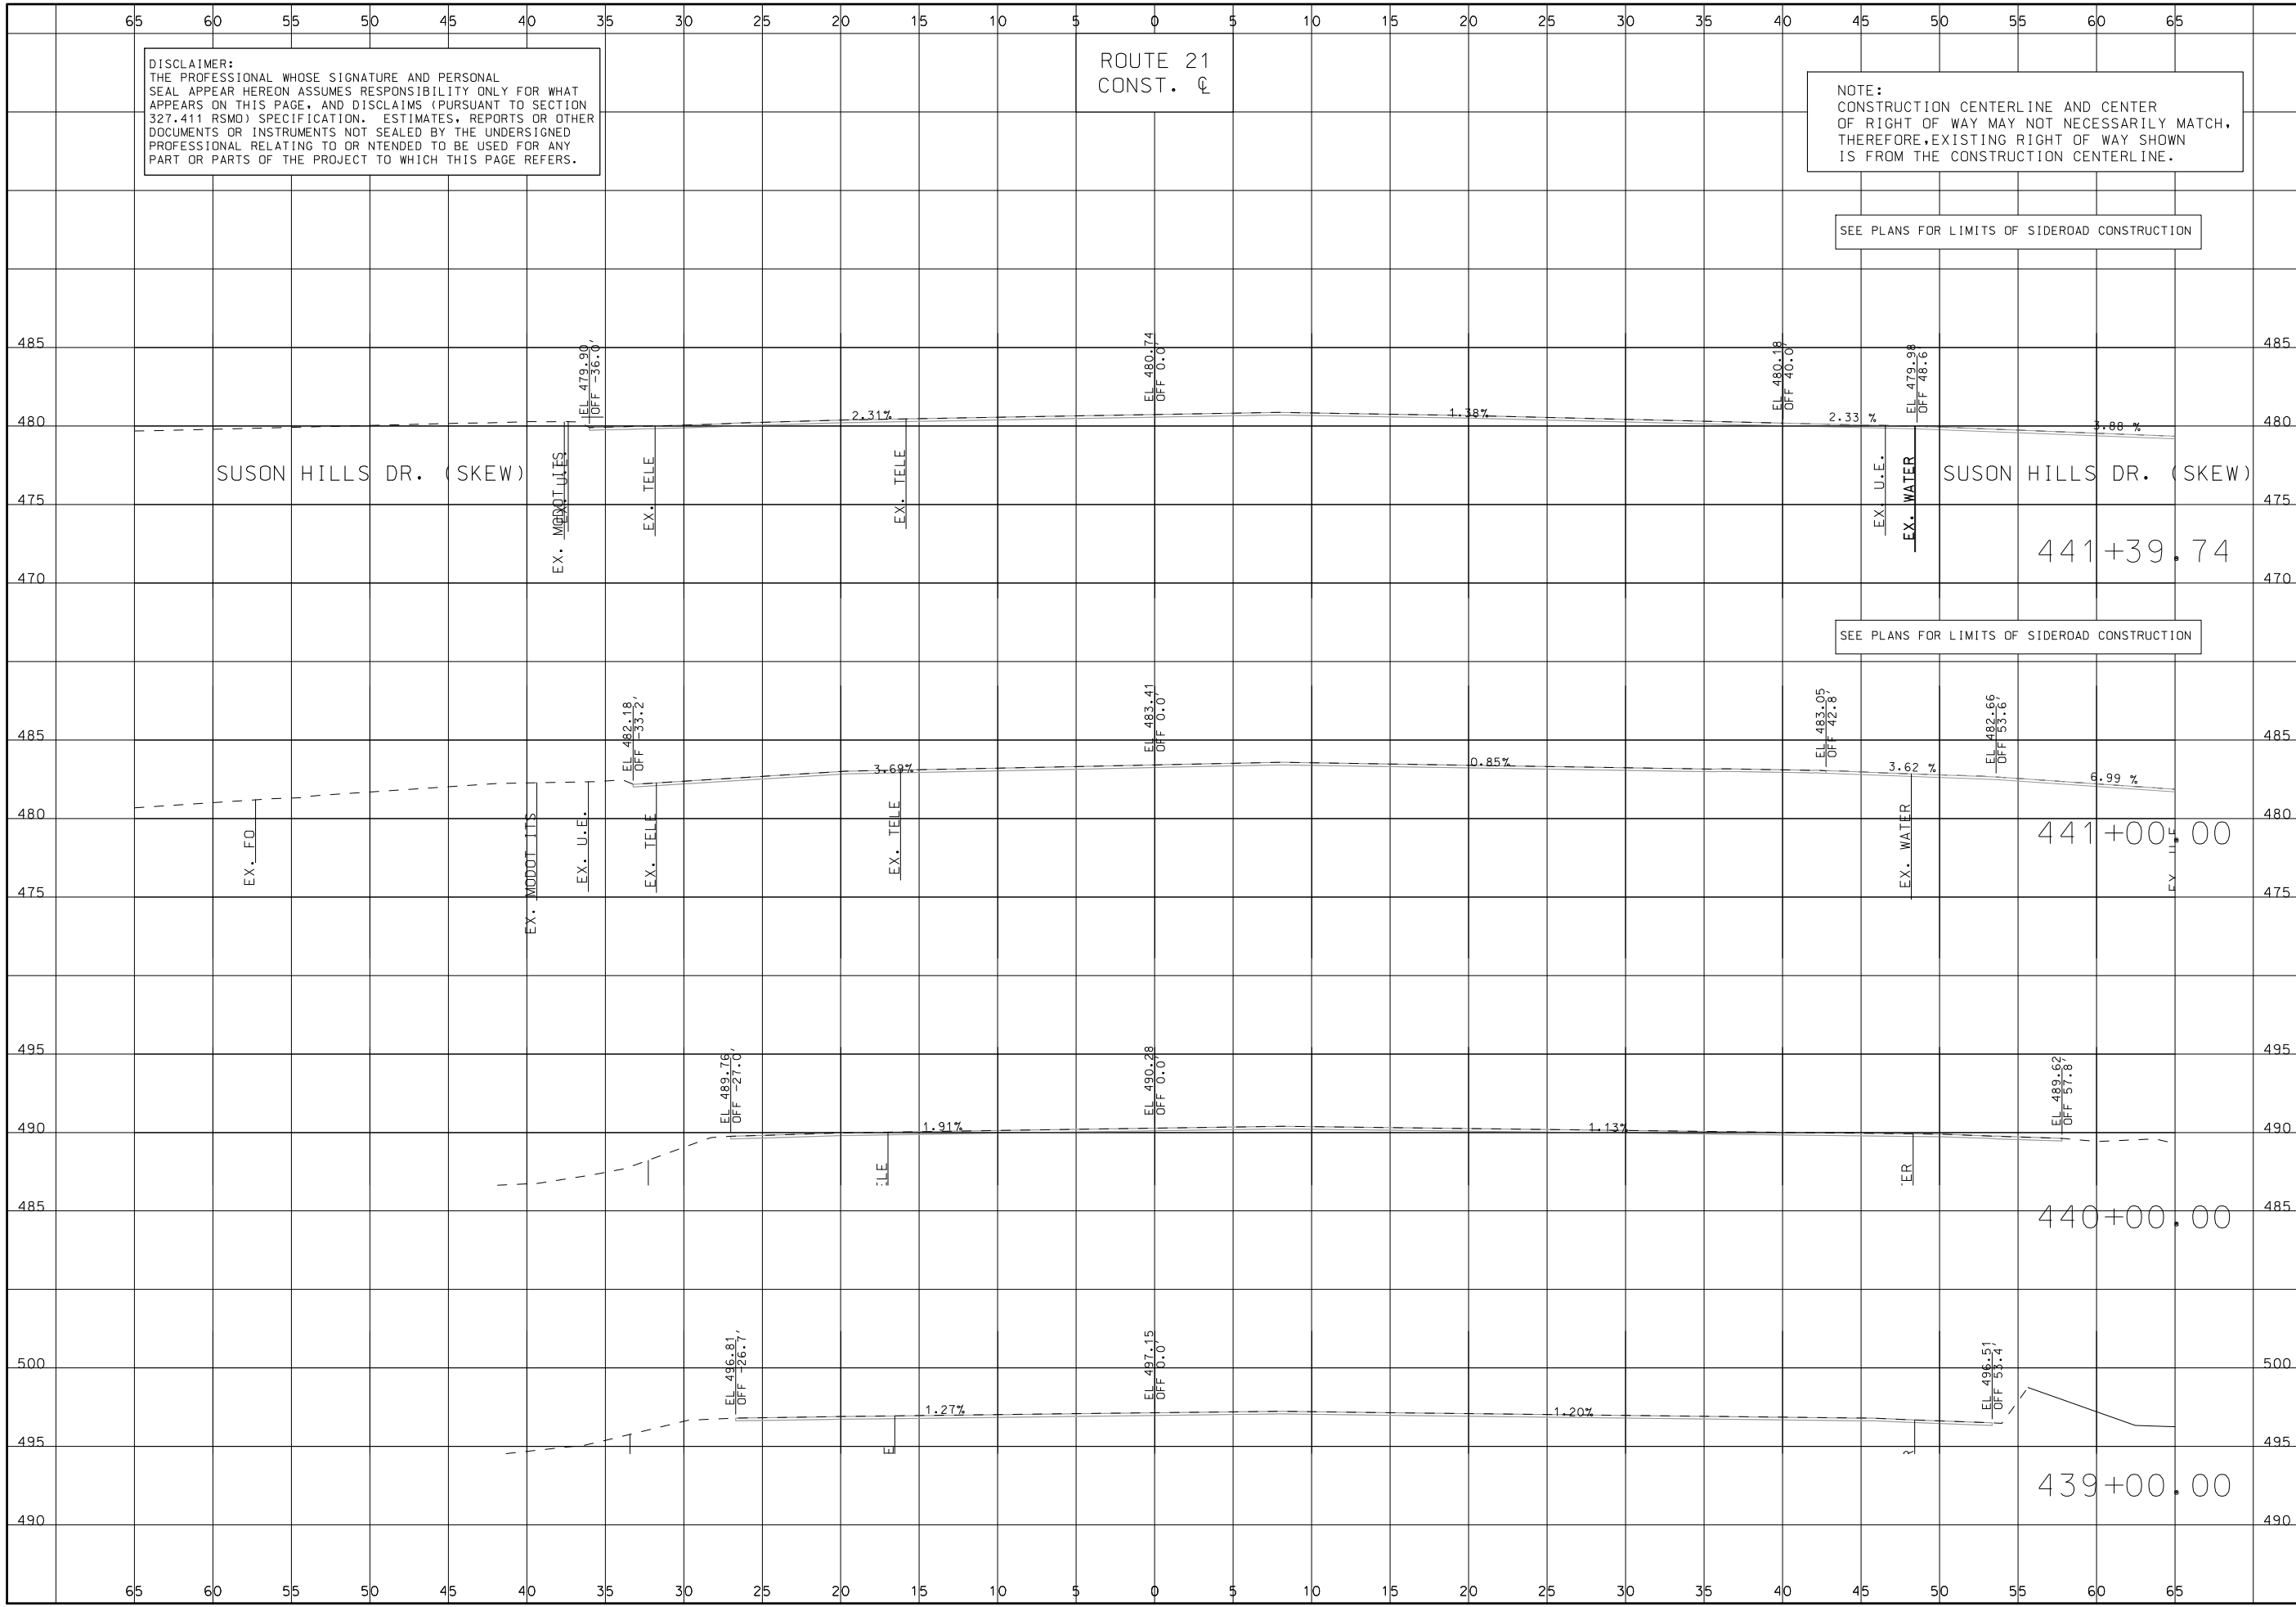 65 60 55 50 45 40 35 30 25 20 15 10 5 0 5 10 15 20 25 30 35 40 45 50 55 60 65
DISCLAIMER:
THE PROFESSIONAL WHOSE SIGNATURE AND PERSONAL
SEAL APPEAR HEREON ASSUMES RESPONSIBILITY ONLY FOR WHAT
APPEARS ON THIS PAGE, AND DISCLAIMS (PURSUANT TO SECTION
327.411 RSMO) SPECIFICATION. ESTIMATES, REPORTS OR OTHER
DOCUMENTS OR INSTRUMENTS NOT SEALED BY THE UNDERSIGNED
PROFESSIONAL RELATING TO OR NTENDED TO BE USED FOR ANY
PART OR PARTS OF THE PROJECT TO WHICH THIS PAGE REFERS.
ROUTE 21
CONST. ℄
NOTE:
CONSTRUCTION CENTERLINE AND CENTER
OF RIGHT OF WAY MAY NOT NECESSARILY MATCH,
THEREFORE,EXISTING RIGHT OF WAY SHOWN
IS FROM THE CONSTRUCTION CENTERLINE.
SEE PLANS FOR LIMITS OF SIDEROAD CONSTRUCTION
485 485
EL 479.90
OFF -36.0'
EL 480.74
OFF 0.0'
EL 480.18
OFF 40.0'
EL 479.98
OFF 48.6'
2.31% 1.38% 2.33 % 3.88 %
480 480
SUSON HILLS DR. (SKEW)
EX. MODOT ITS
EX. U.E.
EX. TELE
EX. TELE
EX. U.E.
EX. WATER
SUSON HILLS DR. (SKEW)
475 475
441+39.74
470 470
SEE PLANS FOR LIMITS OF SIDEROAD CONSTRUCTION
EL 482.18
OFF -33.2'
EL 483.41
OFF 0.0'
EL 483.05
OFF 42.8'
EL 482.66
OFF 53.6'
485 485
3.69% 0.85% 3.62 % 6.99 %
480 480
EX. FO
EX. MODOT ITS
EX. U.E.
EX. TELE
EX. TELE
EX. WATER
441+00.00
475 475
495 495
EL 489.76
OFF -27.0'
EL 490.28
OFF 0.0'
EL 489.62
OFF 57.8'
1.91% 1.13%
490 490
LE
ER
485 485
440+00.00
EL 496.81
OFF -26.7'
EL 497.15
OFF 0.0'
EL 496.51
OFF 53.4'
500 500
1.27% 1.20%
495 495
E
439+00.00
490 490
65 60 55 50 45 40 35 30 25 20 15 10 5 0 5 10 15 20 25 30 35 40 45 50 55 60 65